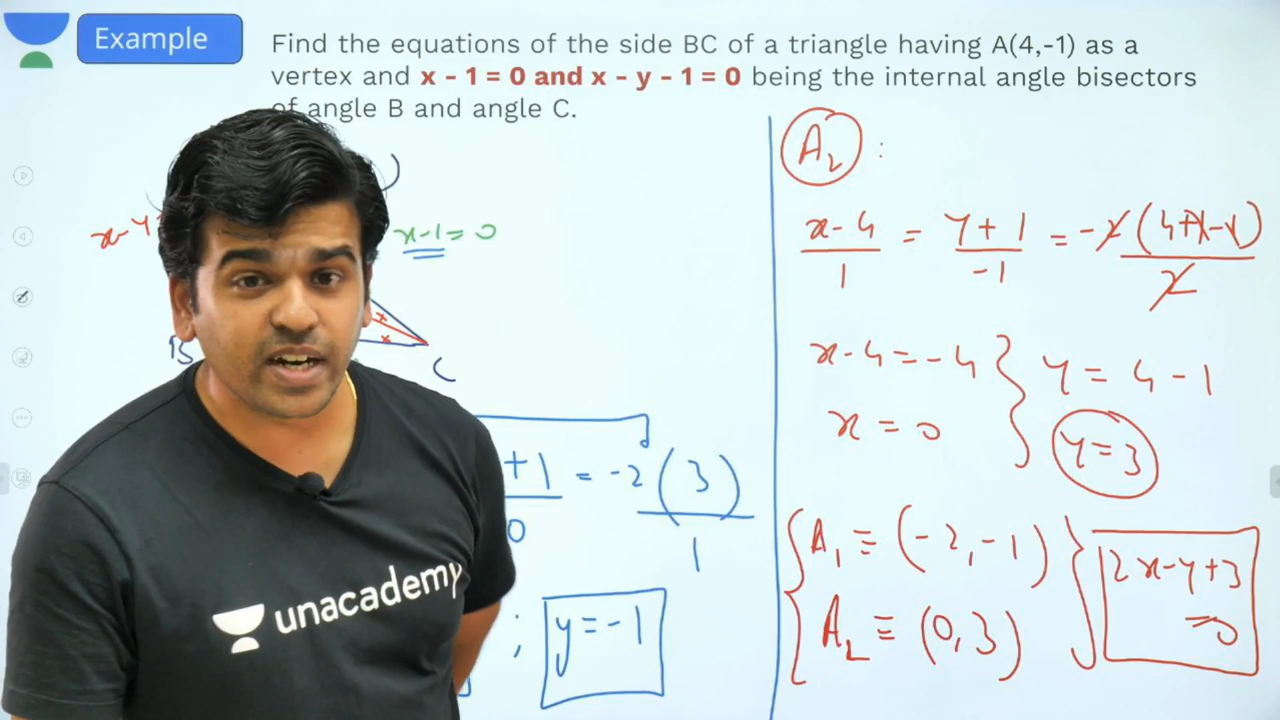 Example
Find the equations of the side BC of a triangle having A(4,-1) as a
vertex and x - 1 = 0 and x - y - 1 = 0 being the internal angle bisectors
of angle B and angle C.
A₂ :
x-y
x-1 = 0
B
C
x-4/1 = y+1/-1 = -2(4+1-1)/2
x-4 = -4 } y = 4-1
x = 0
y = 3
+1/0 = -2(3)/1
; y = -1
A₁ ≡ (-2,-1)
A₂ ≡ (0,3)
2x-y+3
=0
unacademy